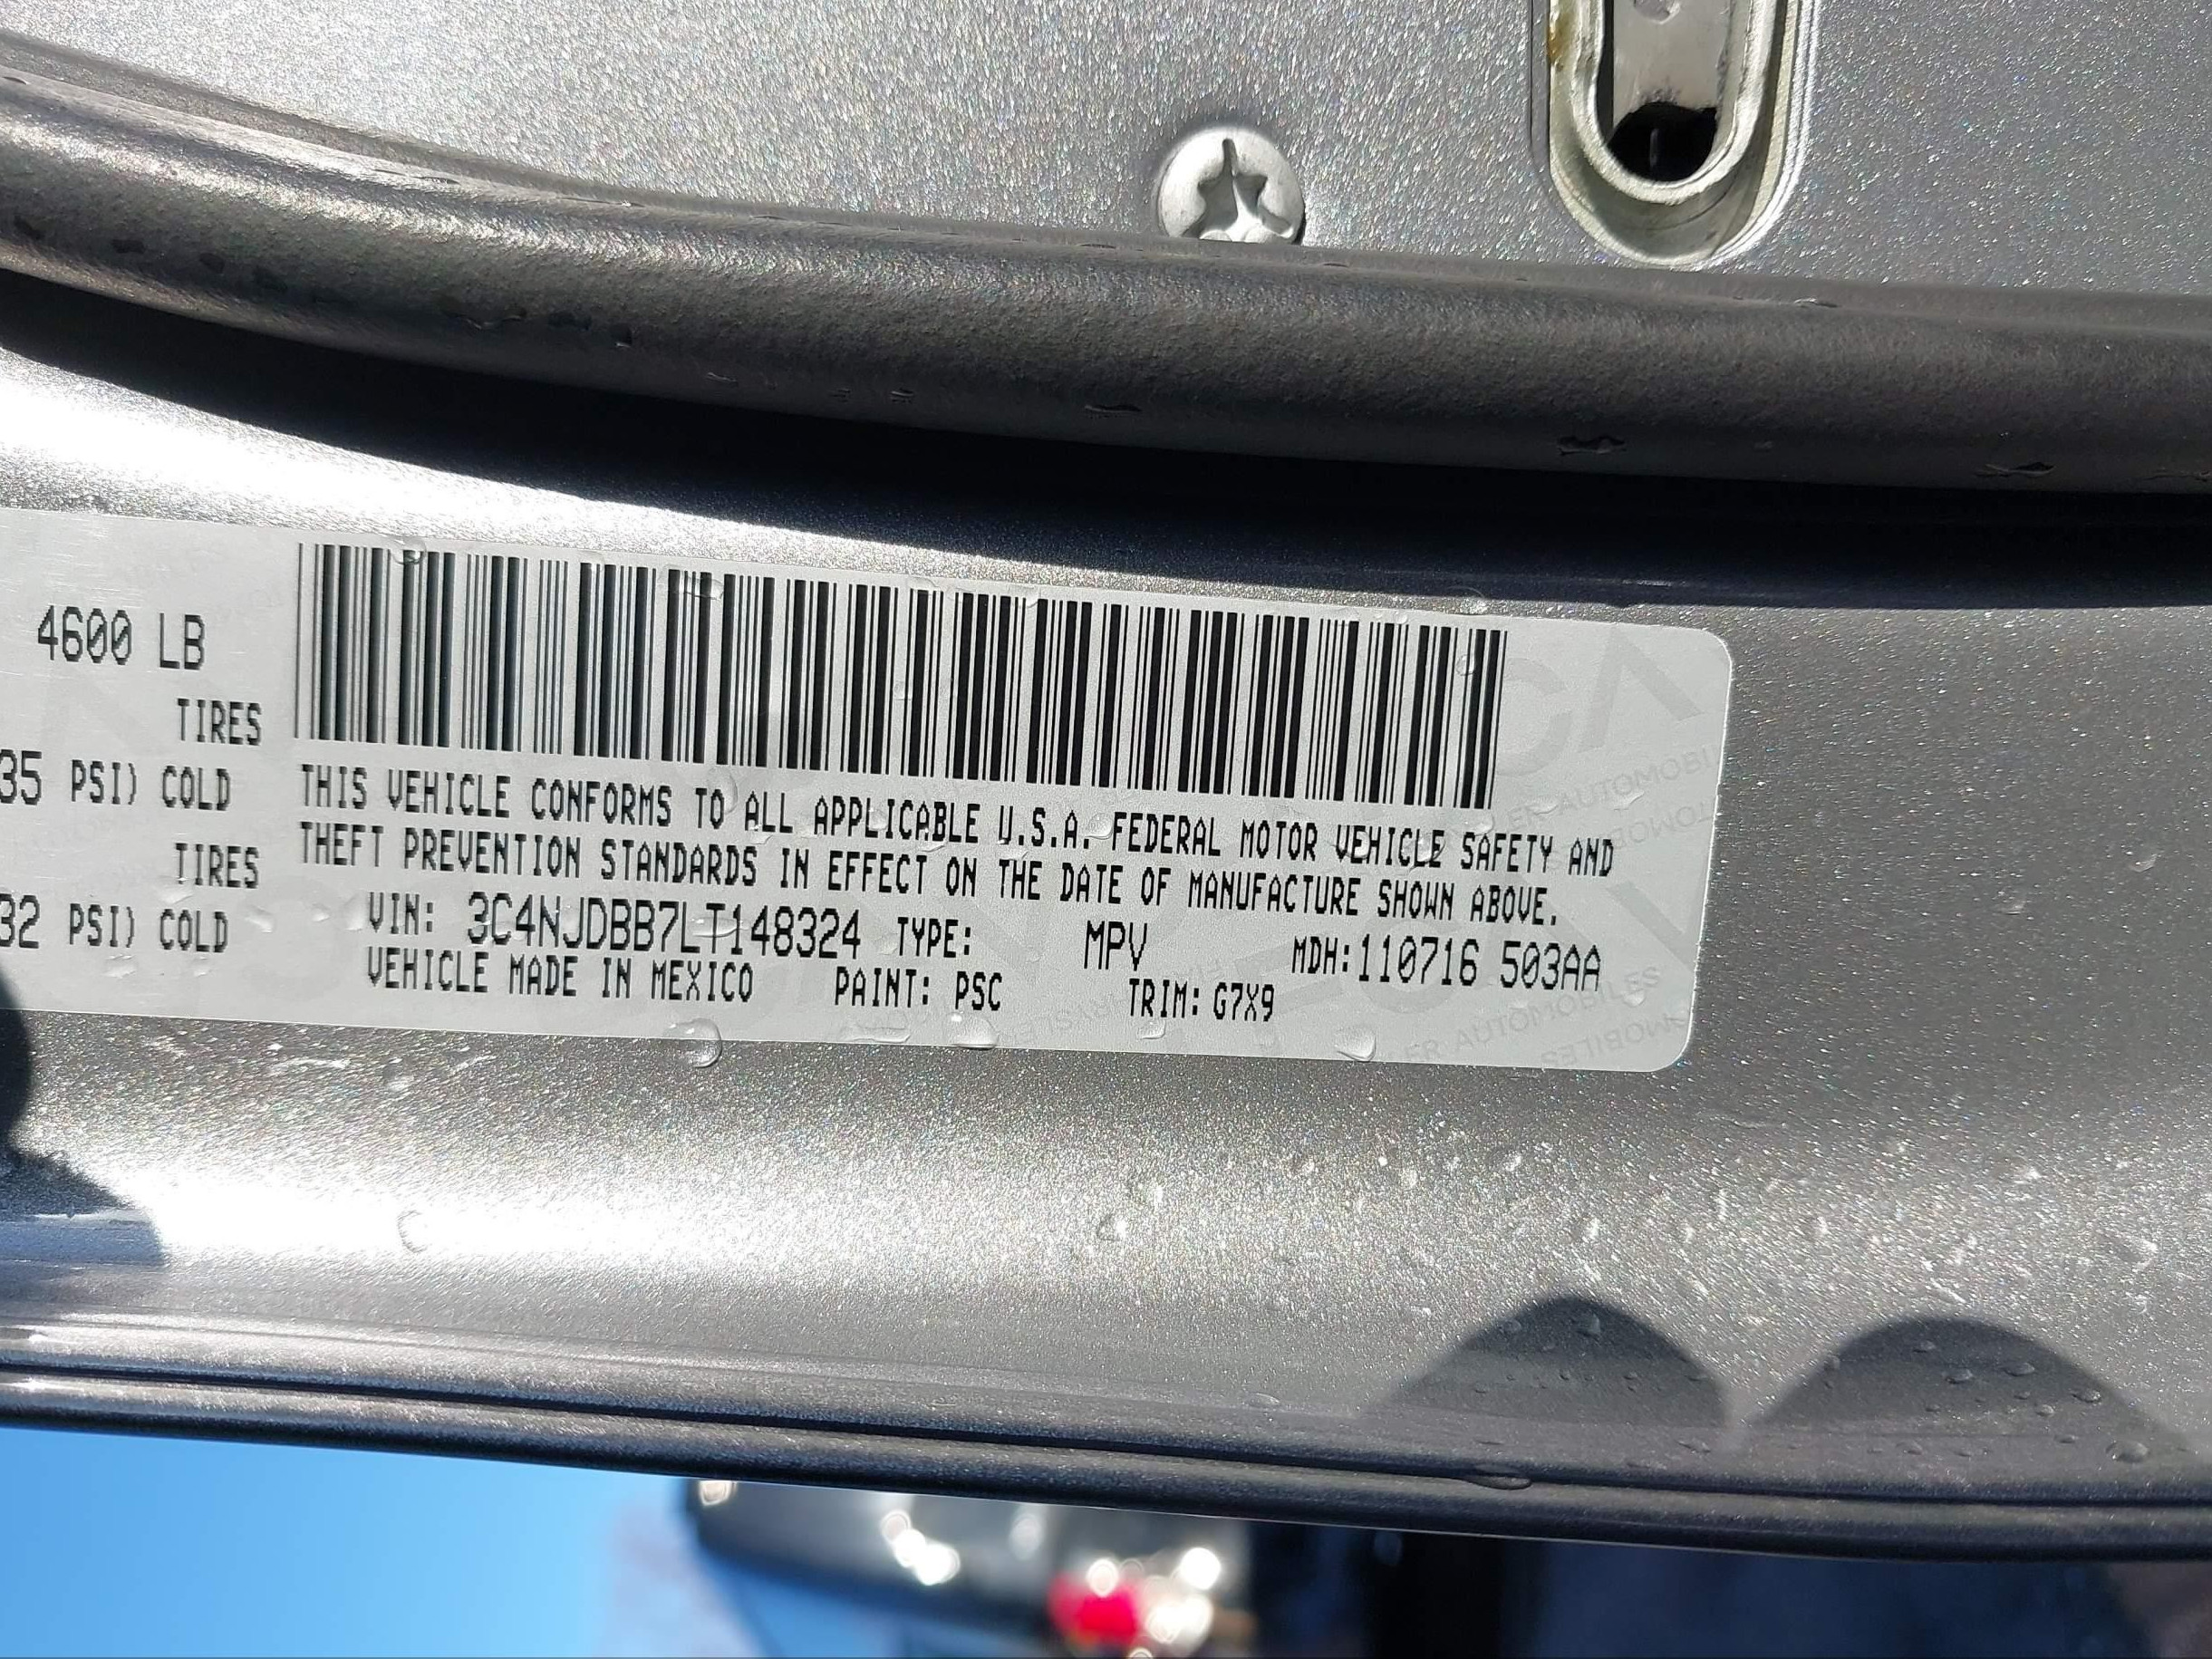 4600 LB
TIRES
35 PSI) COLD
TIRES
32 PSI) COLD
THIS VEHICLE CONFORMS TO ALL APPLICABLE U.S.A. FEDERAL MOTOR VEHICLE SAFETY AND
THEFT PREVENTION STANDARDS IN EFFECT ON THE DATE OF MANUFACTURE SHOWN ABOVE.
VIN: 3C4NJDBB7LT148324 TYPE: MPV MDH:110716 503AA
VEHICLE MADE IN MEXICO PAINT: PSC TRIM: G7X9